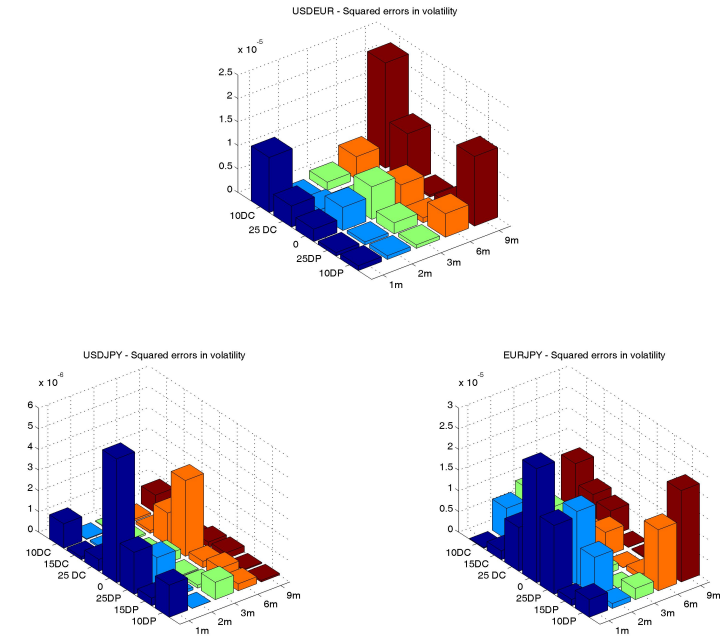 USDEUR - Squared errors in volatility
x 10^-5
2.5
2
1.5
1
0.5
0
10DC
25 DC
0
25DP
10DP
1m
2m
3m
6m
9m
USDJPY - Squared errors in volatility
x 10^-6
6
5
4
3
2
1
0
10DC
15DC
25 DC
0
25DP
15DP
10DP
1m
2m
3m
6m
9m
EURJPY - Squared errors in volatility
x 10^-5
3
2.5
2
1.5
1
0.5
0
10DC
15DC
25 DC
0
25DP
15DP
10DP
1m
2m
3m
6m
9m